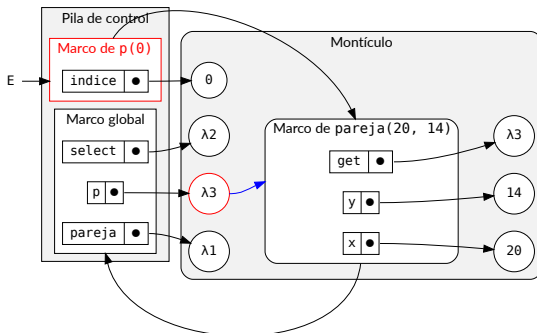 Pila de control
Marco de p(0)
E
indice
Marco global
select
p
pareja
Montículo
0
λ2
λ3
λ1
Marco de pareja(20, 14)
get
y
x
λ3
14
20